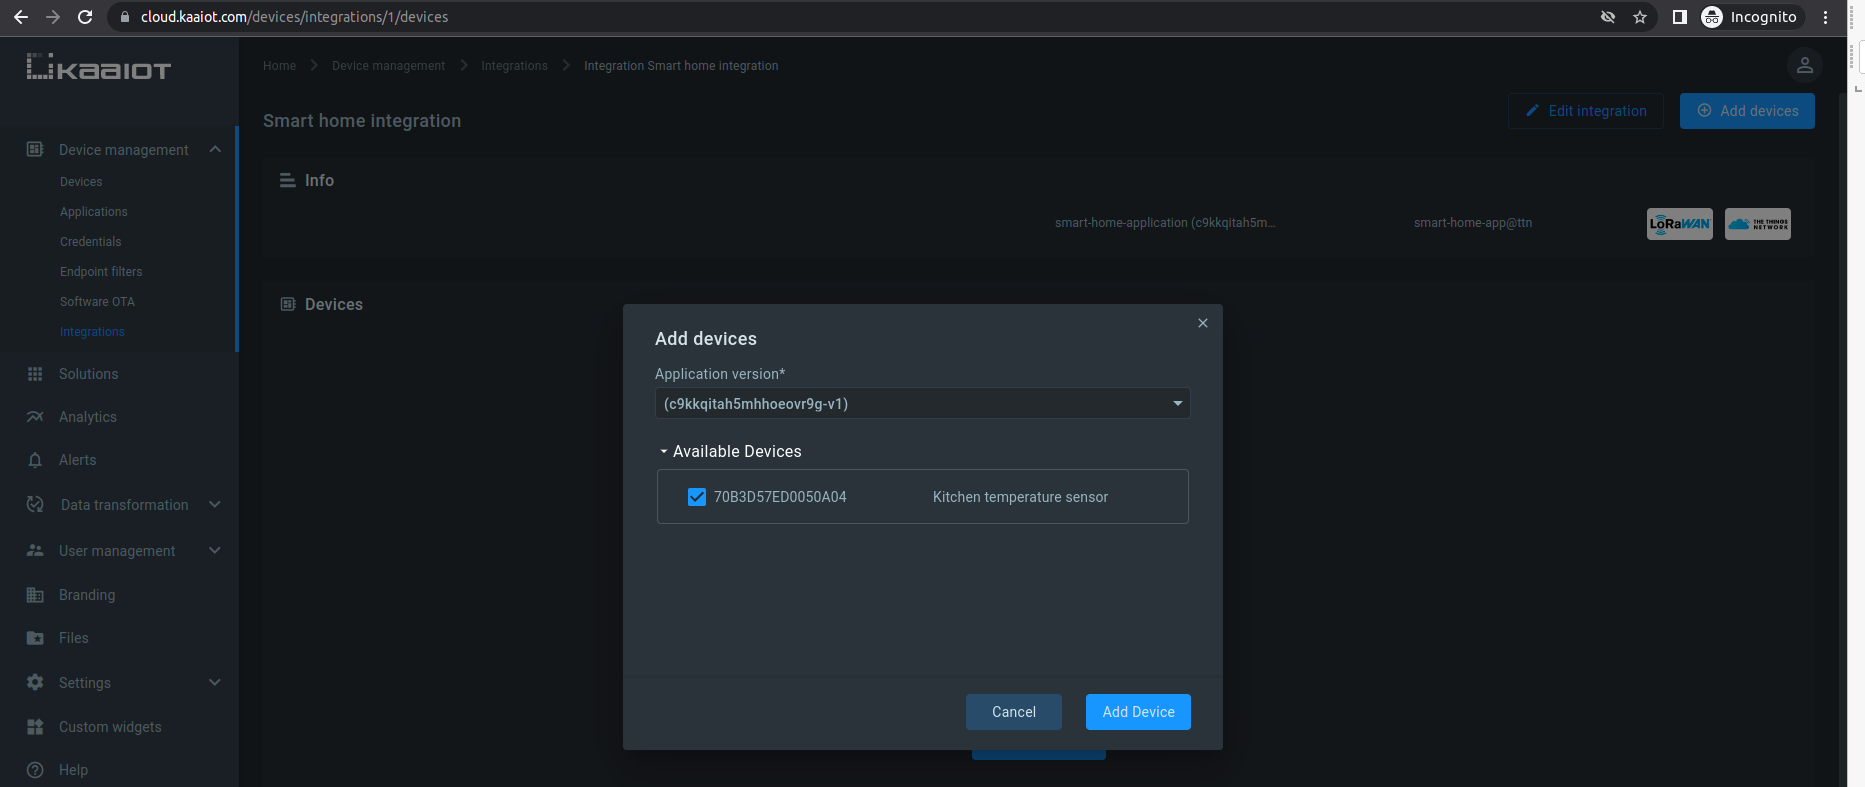 cloud.kaaiot.com/devices/integrations/1/devices
Incognito
KAAIOT
Home
Device management
Integrations
Integration Smart home integration
Smart home integration
Edit integration
Add devices
Device management
Devices
Applications
Credentials
Endpoint filters
Software OTA
Integrations
Solutions
Analytics
Alerts
Data transformation
User management
Branding
Files
Settings
Custom widgets
Help
Info
smart-home-application (c9kkqitah5m...
smart-home-app@ttn
LoRaWAN
THE THINGS
NETWORK
Devices
Add devices
Application version*
(c9kkqitah5mhhoeovr9g-v1)
Available Devices
70B3D57ED0050A04
Kitchen temperature sensor
Cancel
Add Device